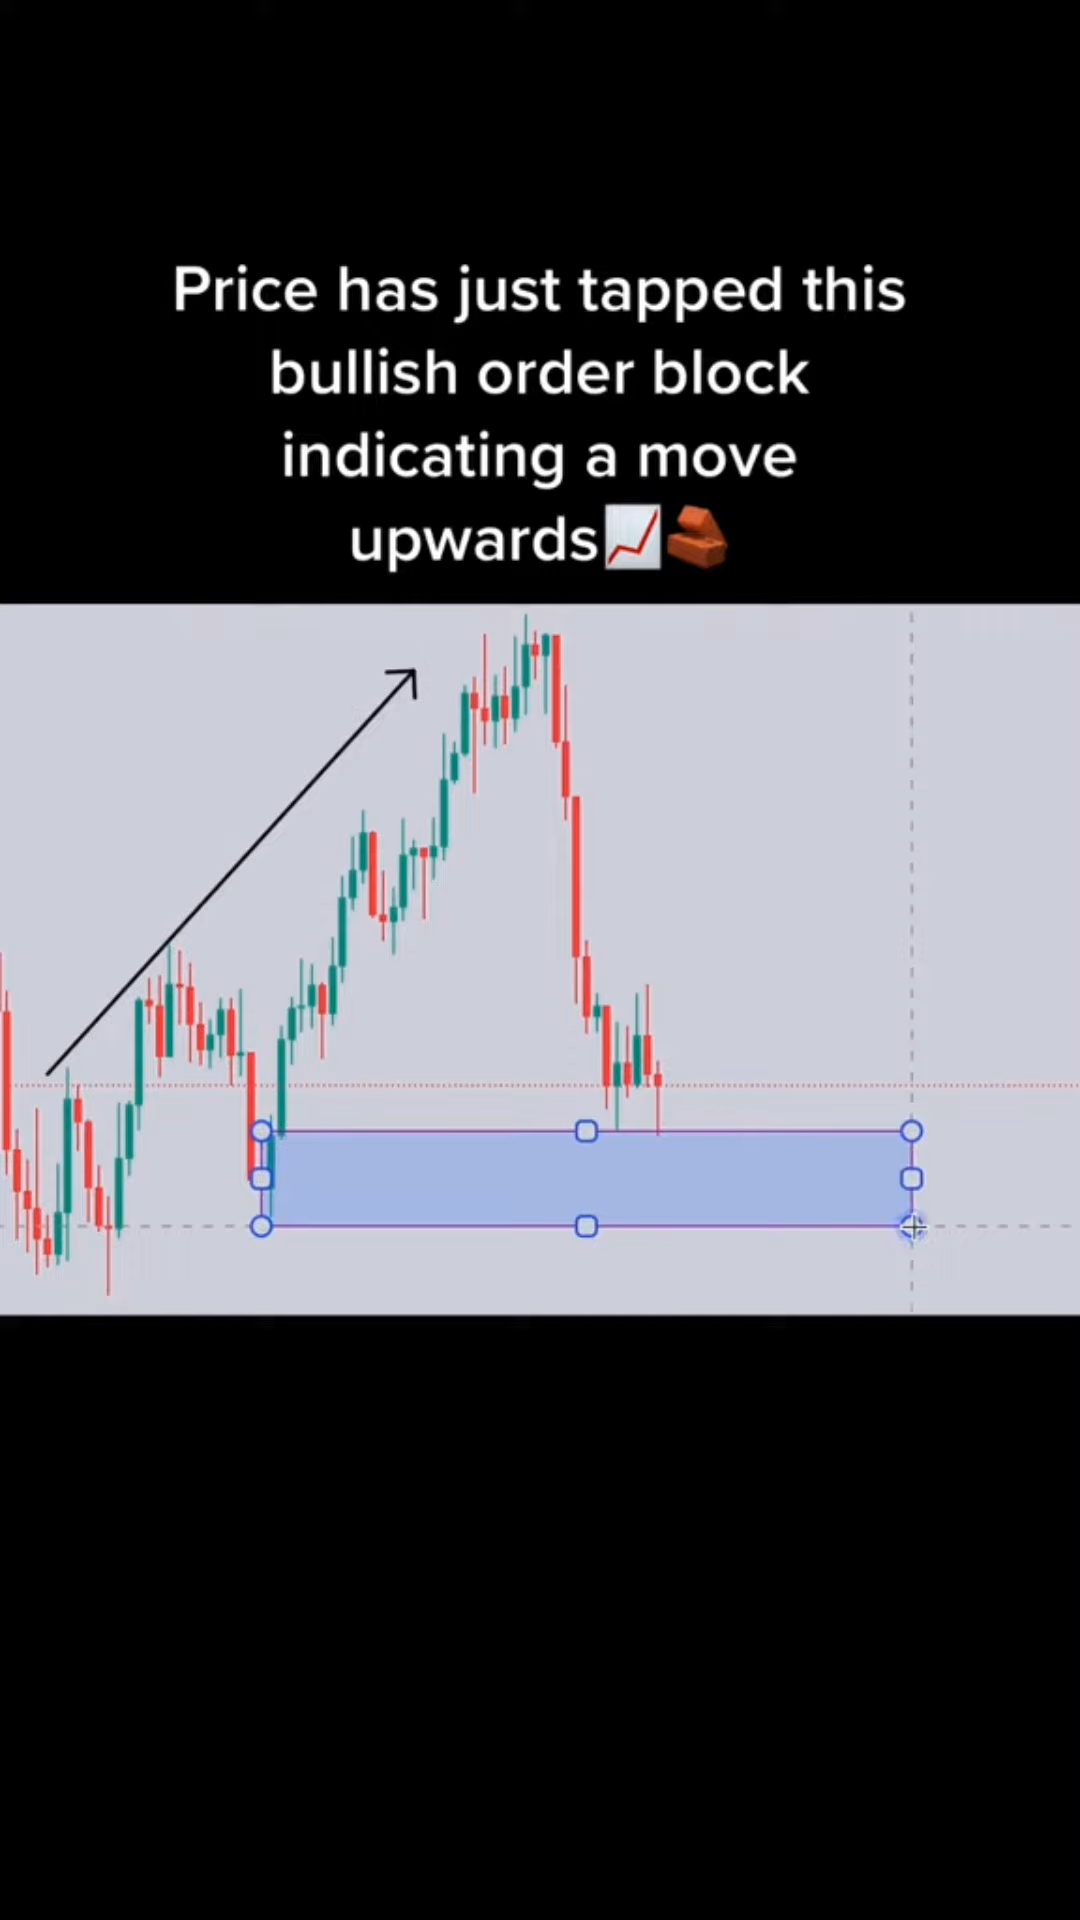 Price has just tapped this
bullish order block
indicating a move
upwards📈🧱